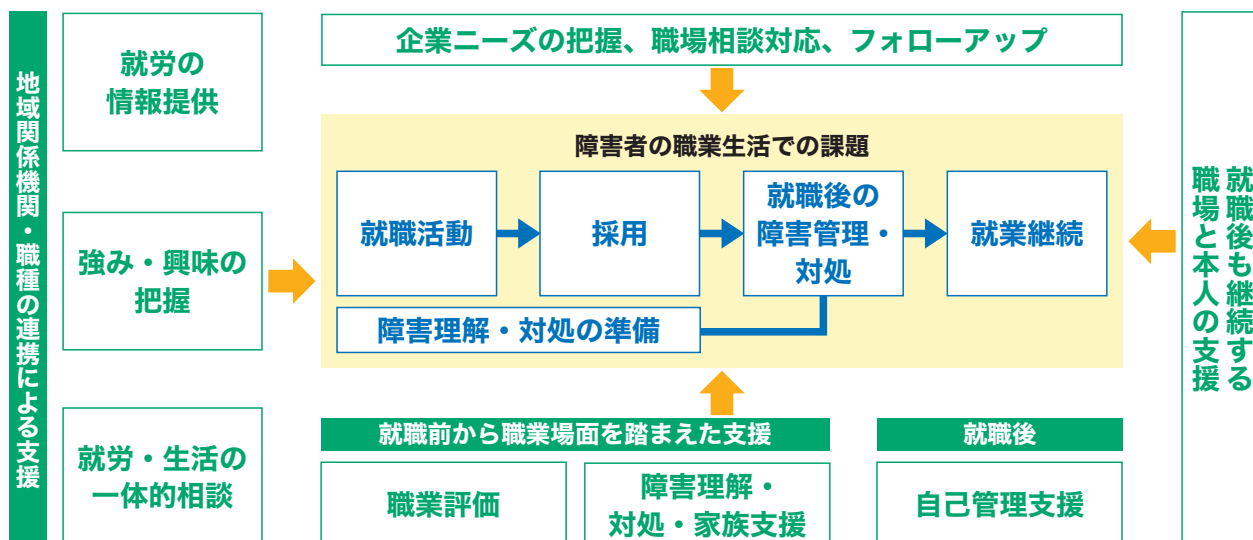 地域関係機関・職種の連携による支援
就労の
情報提供
強み・興味の
把握
就労・生活の
一体的相談
企業ニーズの把握、職場相談対応、フォローアップ
障害者の職業生活での課題
就職活動
採用
就職後の
障害管理・
対処
就業継続
障害理解・対処の準備
就職前から職業場面を踏まえた支援
職業評価
障害理解・
対処・家族支援
就職後
自己管理支援
就職後も継続する
職場と本人の支援